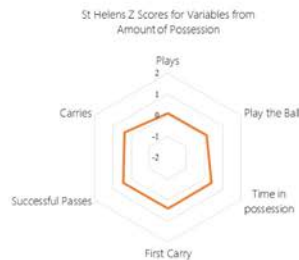 St Helens Z Scores for Variables from
Amount of Possession
Plays
2
1
0
-1
-2
Carries
Play the Ball
Successful Passes
Time in
possession
First Carry